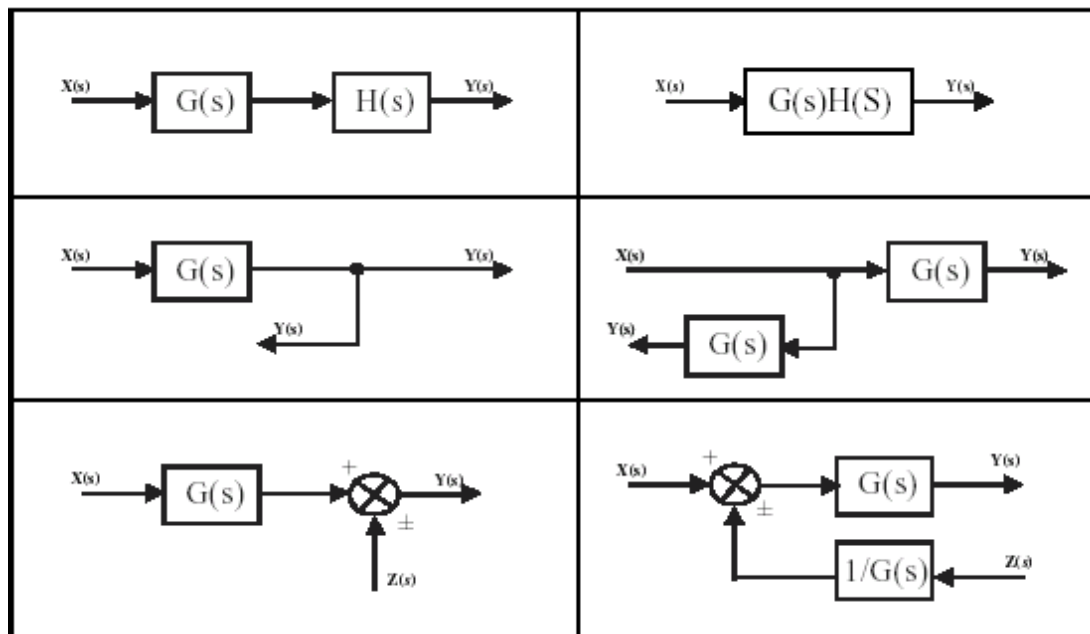 X(s) G(s) H(s) Y(s)
X(s) G(s)H(S) Y(s)
X(s) G(s) Y(s)
Y(s)
X(s) G(s) Y(s)
Y(s) G(s)
X(s) G(s) + Y(s)
±
Z(s)
X(s) + G(s) Y(s)
±
1/G(s) Z(s)